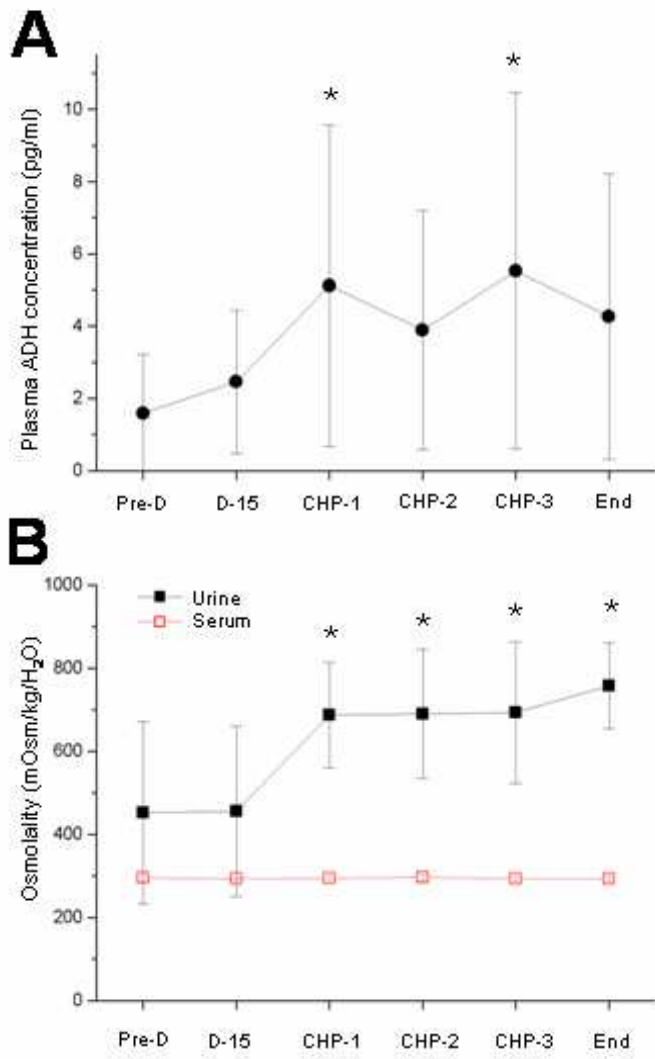 A
Plasma ADH concentration (pg/ml)
10
8
6
4
2
0
* *
Pre-D D-15 CHP-1 CHP-2 CHP-3 End
B
Osmolality (mOsm/kg/H₂O)
1000
800
600
400
200
0
Urine
Serum
* * * *
Pre-D D-15 CHP-1 CHP-2 CHP-3 End